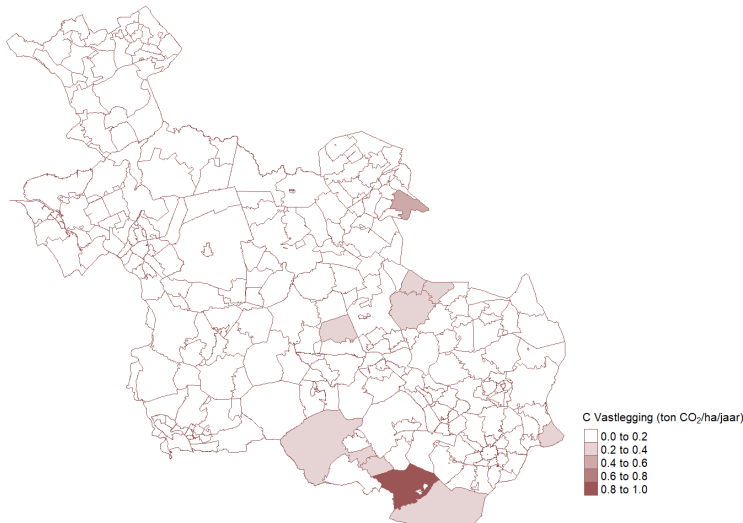 C Vastlegging (ton CO₂/ha/jaar)
0.0 to 0.2
0.2 to 0.4
0.4 to 0.6
0.6 to 0.8
0.8 to 1.0